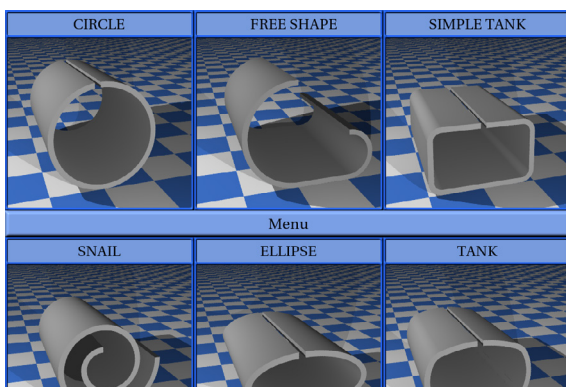 CIRCLE
FREE SHAPE
SIMPLE TANK
Menu
SNAIL
ELLIPSE
TANK